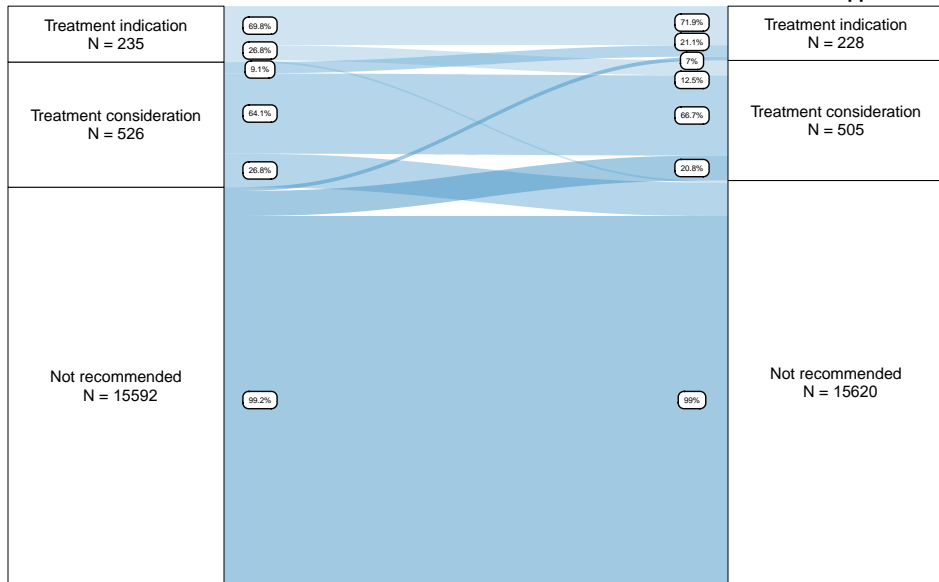 Treatment indication
N = 235
Treatment consideration
N = 526
Not recommended
N = 15592
69.8%
26.8%
9.1%
64.1%
26.8%
99.2%
71.9%
21.1%
7%
12.5%
66.7%
20.8%
99%
Treatment indication
N = 228
Treatment consideration
N = 505
Not recommended
N = 15620